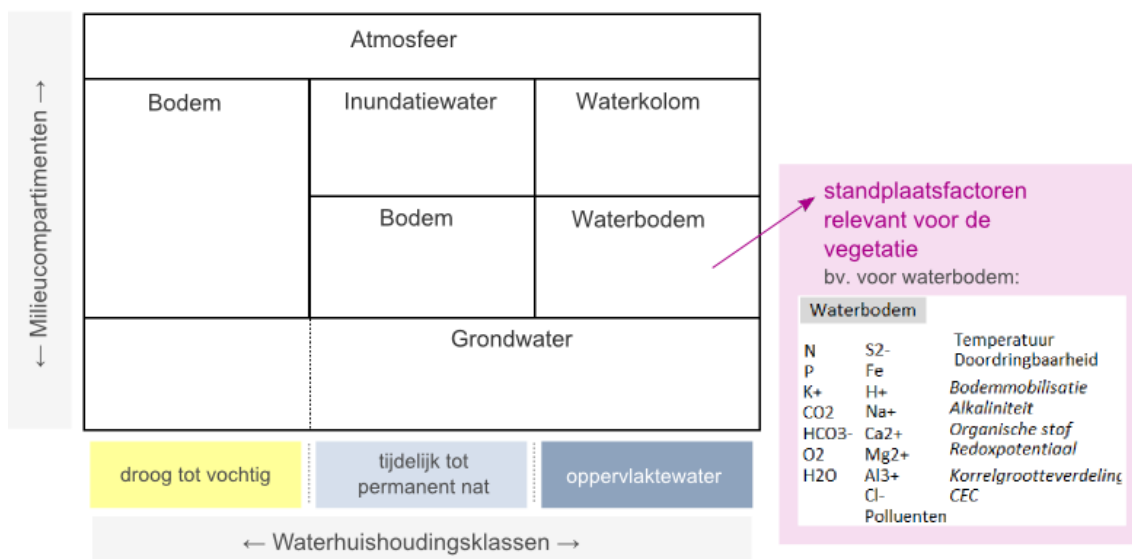 ← Milieucompartimenten →
Atmosfeer
Bodem
Inundatiewater
Waterkolom
Bodem
Waterbodem
Grondwater
droog tot vochtig
tijdelijk tot
permanent nat
oppervlaktewater
← Waterhuishoudingsklassen →
standplaatsfactoren
relevant voor de
vegetatie
bv. voor waterbodem:
Waterbodem
N
P
K+
CO2
HCO3-
O2
H2O
S2-
Fe
H+
Na+
Ca2+
Mg2+
Al3+
Cl-
Polluenten
Temperatuur
Doordringbaarheid
Bodemmobilisatie
Alkaliniteit
Organische stof
Redoxpotentiaal
Korrelgrootteverdeling
CEC